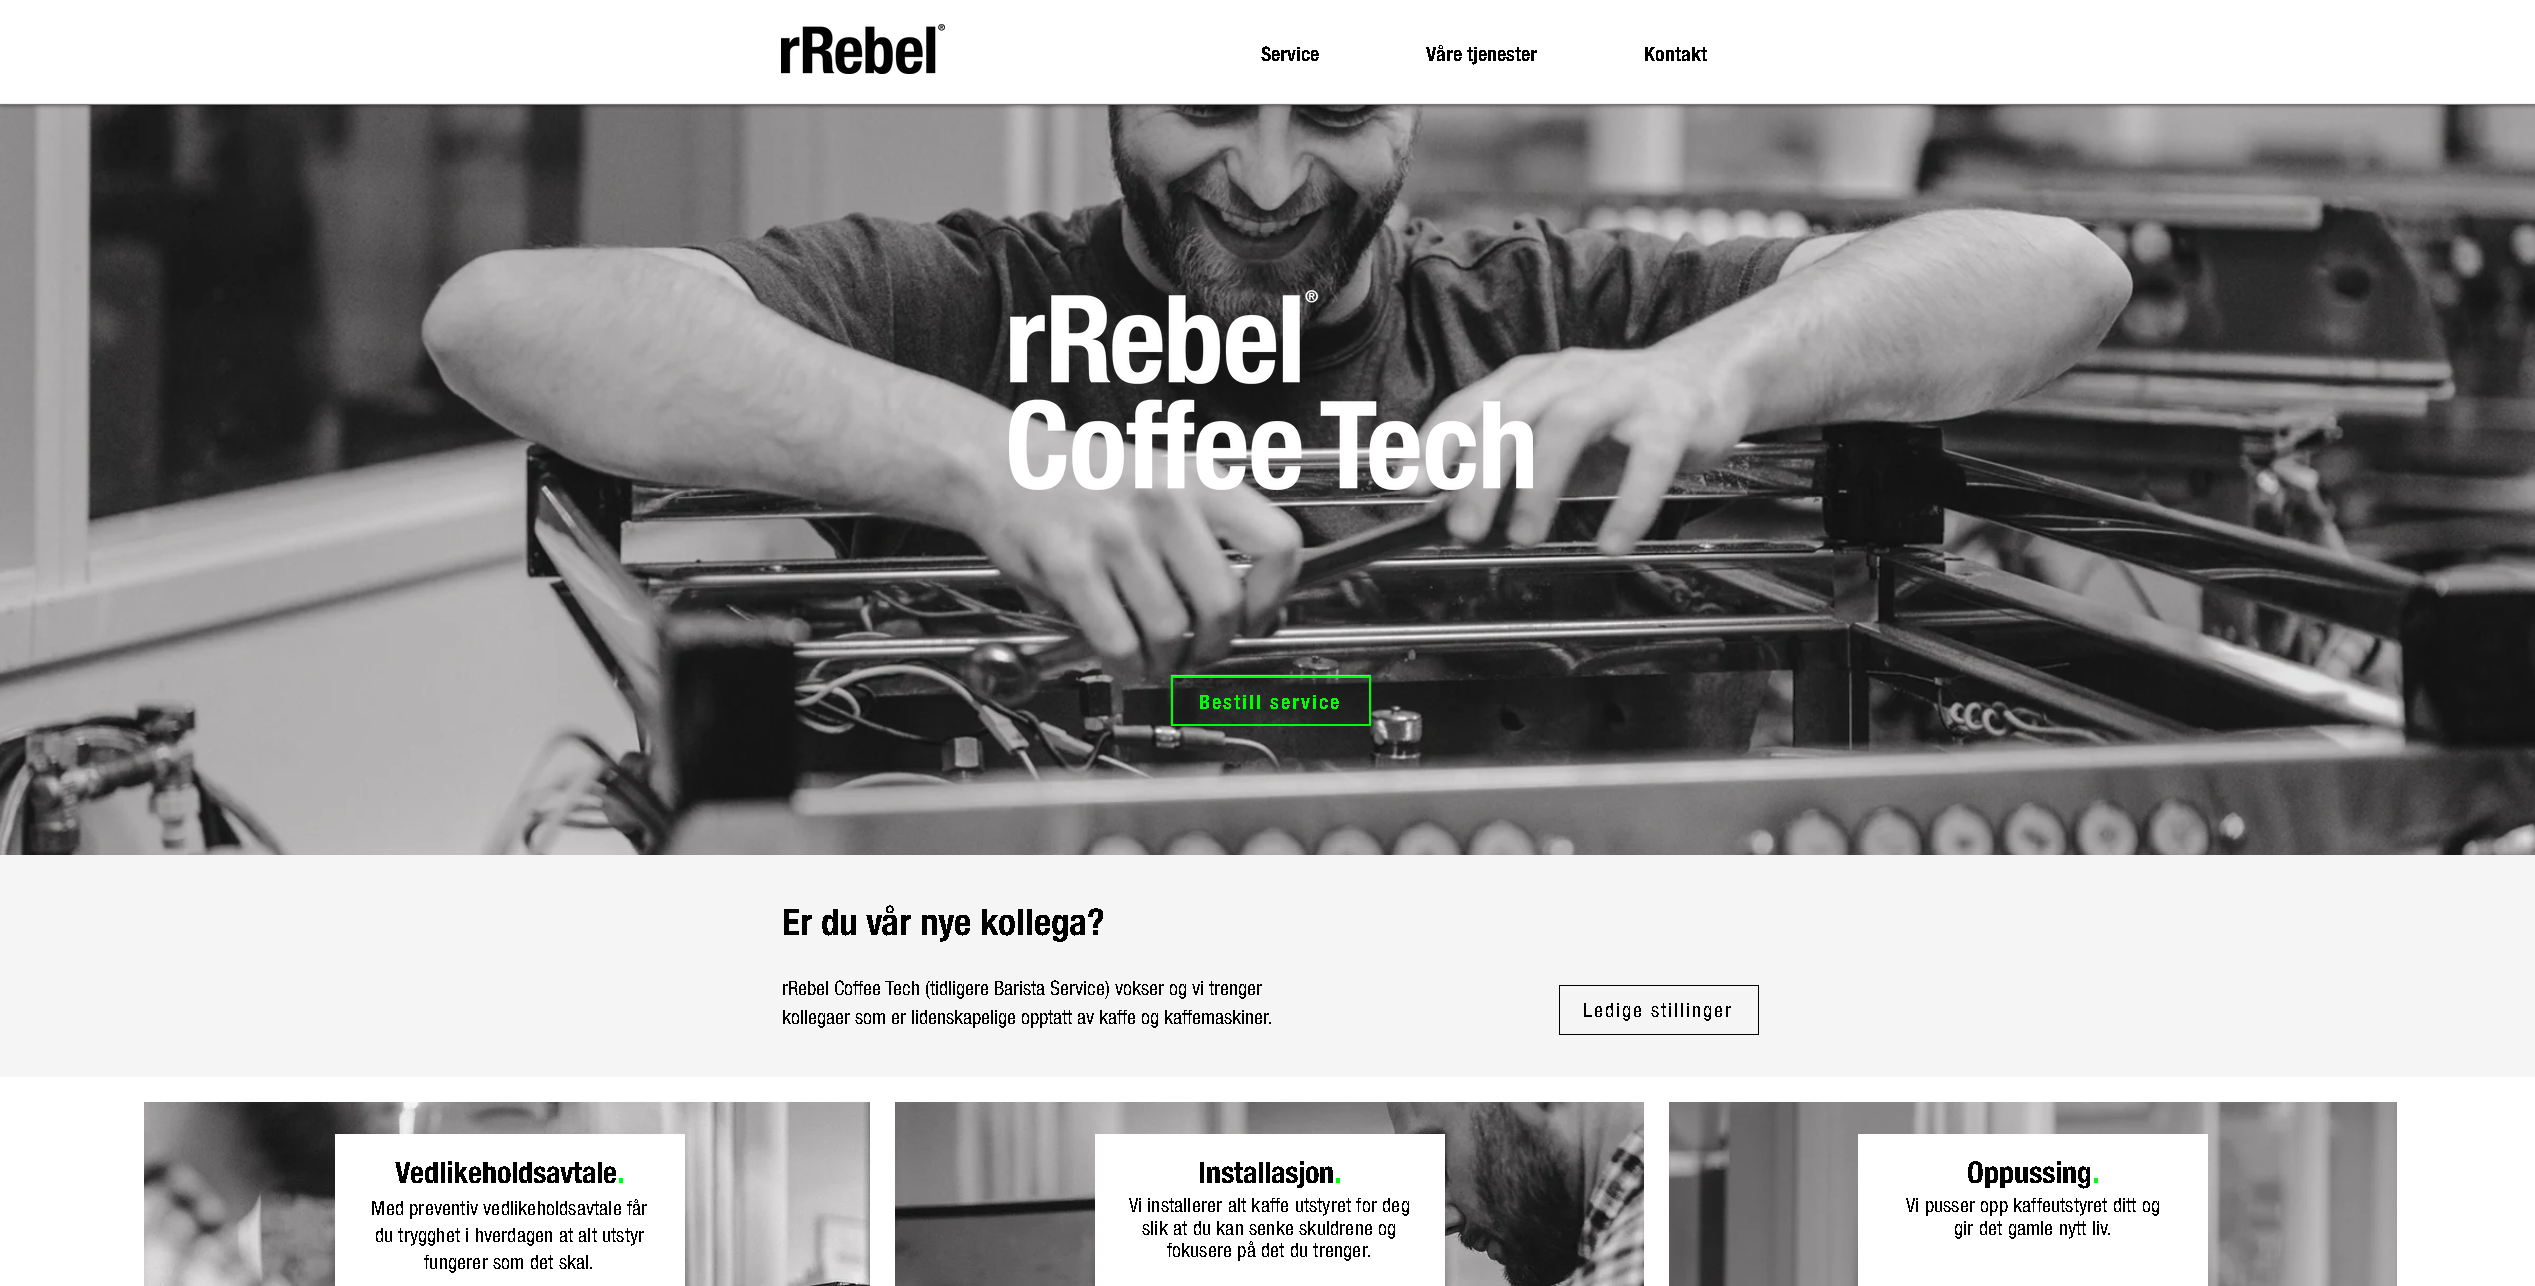 rRebel®
Service
Våre tjenester
Kontakt
rRebel®
Coffee Tech
Bestill service
Er du vår nye kollega?
rRebel Coffee Tech (tidligere Barista Service) vokser og vi trenger
kollegaer som er lidenskapelige opptatt av kaffe og kaffemaskiner.
Ledige stillinger
Vedlikeholdsavtale.
Med preventiv vedlikeholdsavtale får
du trygghet i hverdagen at alt utstyr
fungerer som det skal.
Installasjon.
Vi installerer alt kaffe utstyret for deg
slik at du kan senke skuldrene og
fokusere på det du trenger.
Oppussing.
Vi pusser opp kaffeutstyret ditt og
gir det gamle nytt liv.